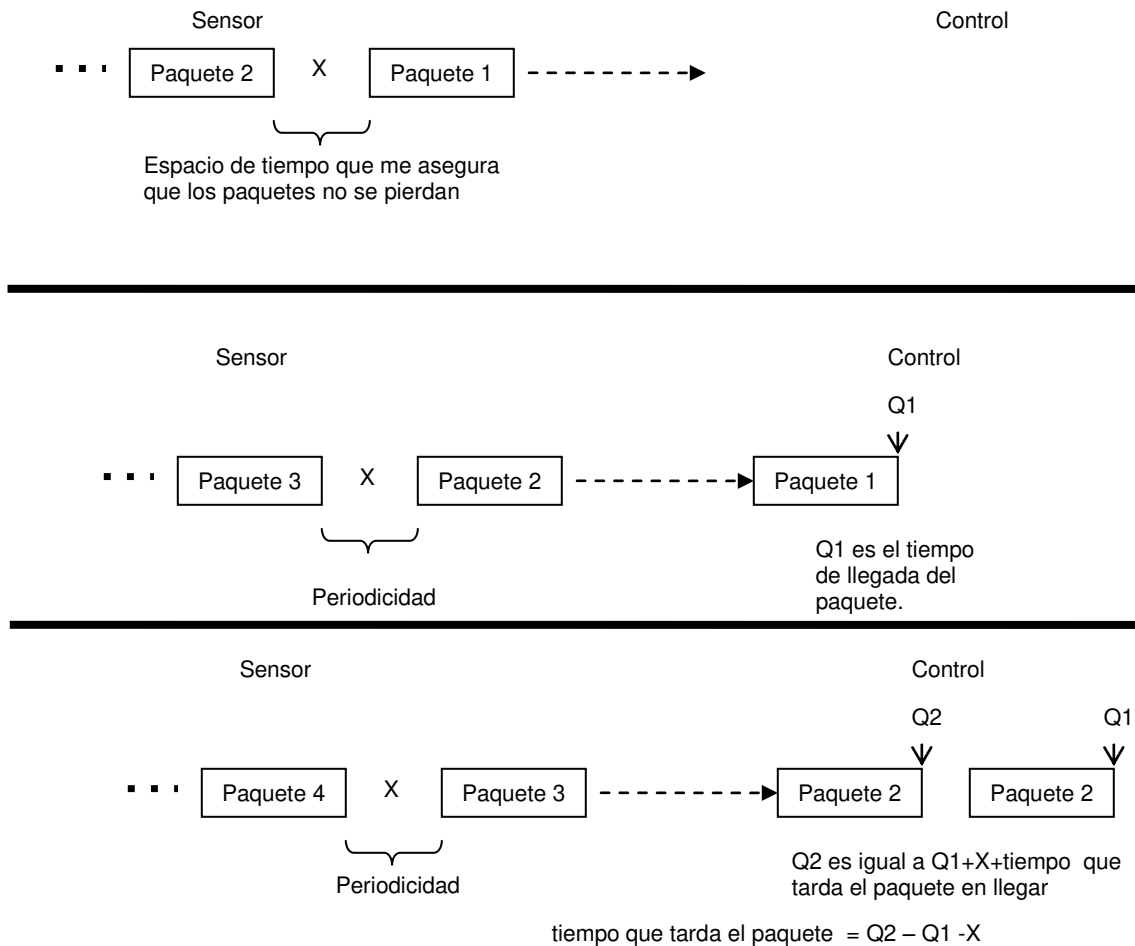 Sensor
Control
Paquete 2
X
Paquete 1
Espacio de tiempo que me asegura
que los paquetes no se pierdan
Sensor
Control
Q1
Paquete 3
X
Paquete 2
Paquete 1
Periodicidad
Q1 es el tiempo
de llegada del
paquete.
Sensor
Control
Q2
Q1
Paquete 4
X
Paquete 3
Paquete 2
Paquete 2
Periodicidad
Q2 es igual a Q1+X+tiempo que
tarda el paquete en llegar
tiempo que tarda el paquete = Q2 – Q1 -X